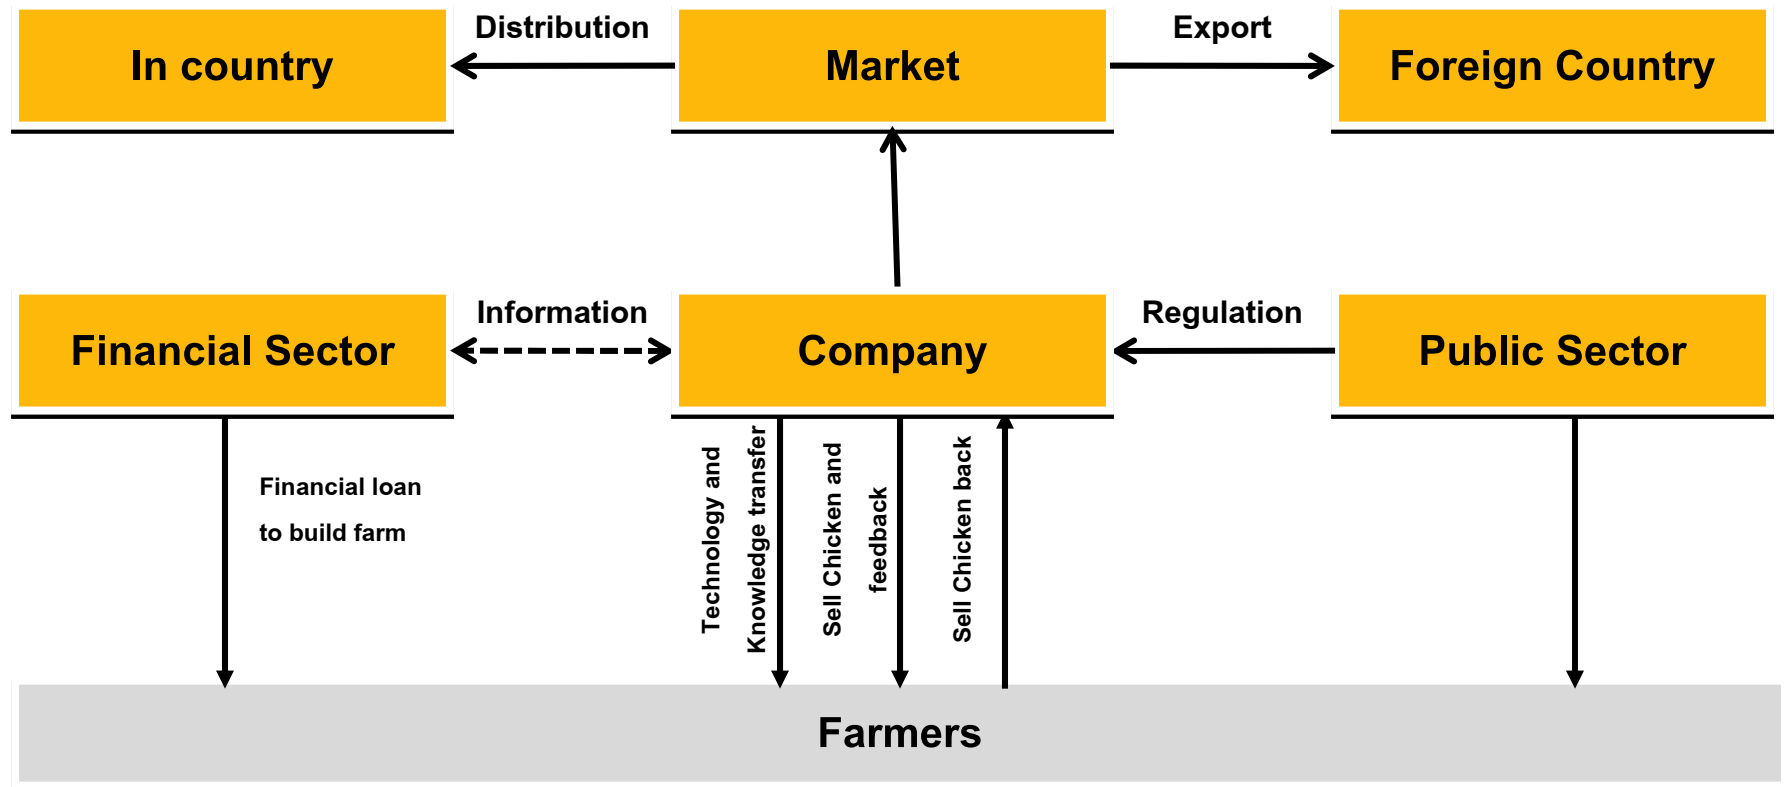 Distribution
Export
In country
Market
Foreign Country
Information
Regulation
Financial Sector
Company
Public Sector
Financial loan
to build farm
Technology and
Knowledge transfer
Sell Chicken and
feedback
Sell Chicken back
Farmers